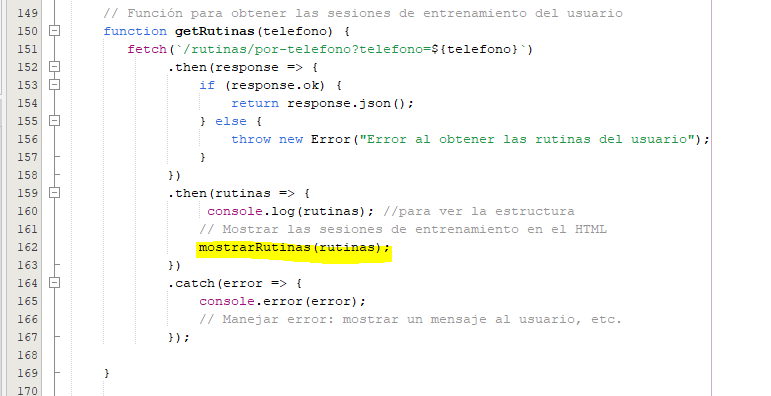 149 // Función para obtener las sesiones de entrenamiento del usuario
150 function getRutinas(telefono) {
151 fetch(`/rutinas/por-telefono?telefono=${telefono}`)
152 .then(response => {
153 if (response.ok) {
154 return response.json();
155 } else {
156 throw new Error("Error al obtener las rutinas del usuario");
157 }
158 })
159 .then(rutinas => {
160 console.log(rutinas); //para ver la estructura
161 // Mostrar las sesiones de entrenamiento en el HTML
162 mostrarRutinas(rutinas);
163 })
164 .catch(error => {
165 console.error(error);
166 // Manejar error: mostrar un mensaje al usuario, etc.
167 });
168
169 }
170